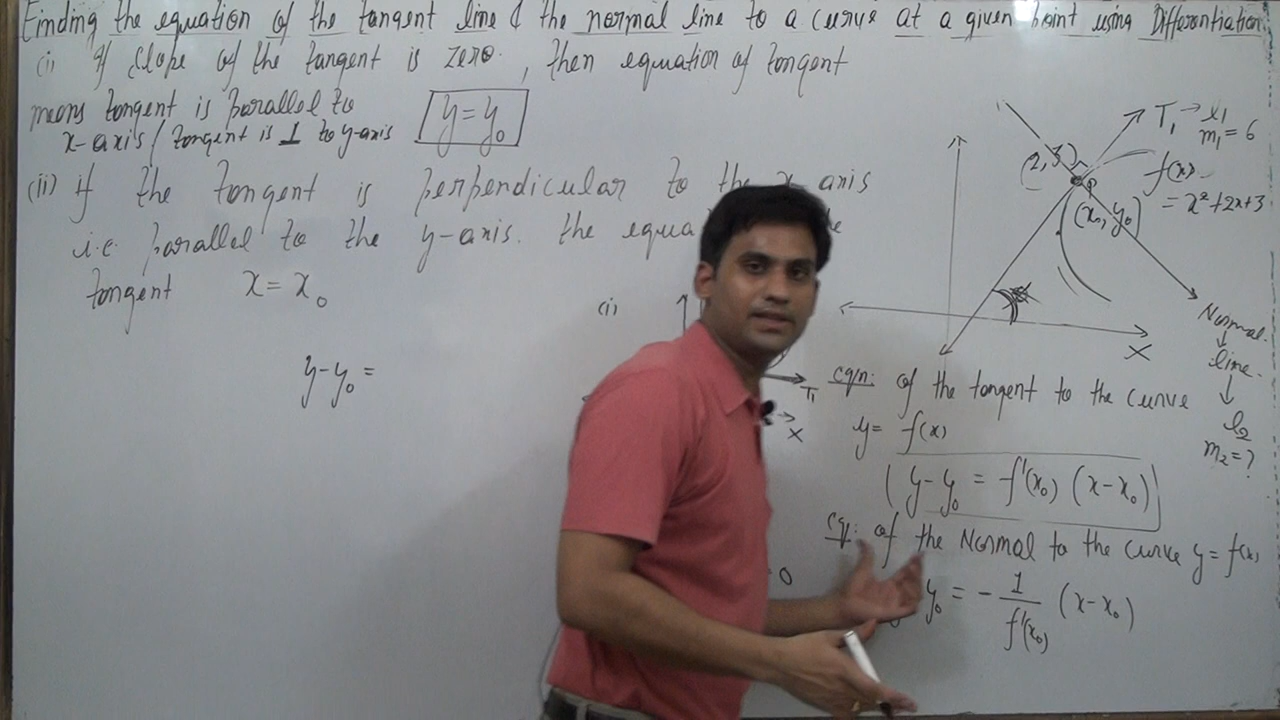 Finding the equation of the tangent line & the normal line to a curve at a given point using Differentiation.
(i) If slope of the tangent is zero. , then equation of tangent
means tangent is parallel to
x-axis / tangent is ⊥ to y-axis
y = y₀
(ii) if the tangent is perpendicular to the x axis
i.e parallel to the y-axis. the equa
tangent x = x₀
y-y₀ =
(i)
T₁
X
T₁ → l₁
m₁ = 6
(2,3)
P
(x₀, y₀)
f(x)
= x²+2x+3
X
Normal.
↓
line.
↓
l₂
m₂ = ?
eqn: of the tangent to the curve
y = f(x)
y-y₀ = f'(x₀) (x-x₀)
eqn: of the Normal to the curve y = f(x)
y₀ = - 1/f'(x₀) (x-x₀)
0